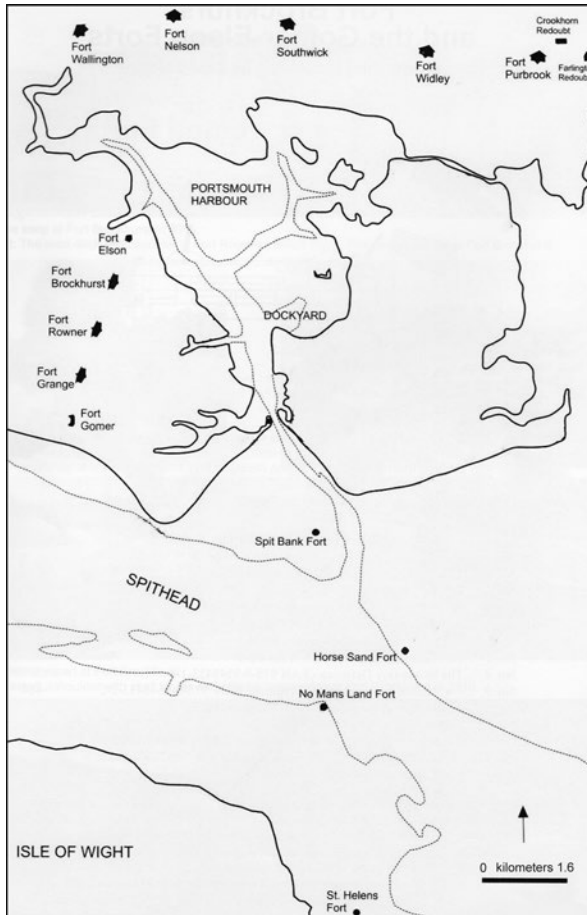 Crookhorn
Redoubt
Fort
Wallington
Fort
Nelson
Fort
Southwick
Fort
Widley
Fort
Purbrook
Redoubt
PORTSMOUTH
HARBOUR
Fort
Elson
Fort
Brockhurst
DOCKYARD
Fort
Rowner
Fort
Grange
Fort
Gomer
Spit Bank Fort
SPITHEAD
Horse Sand Fort
No Mans Land Fort
ISLE OF WIGHT
0 kilometers 1.6
St. Helens
Fort